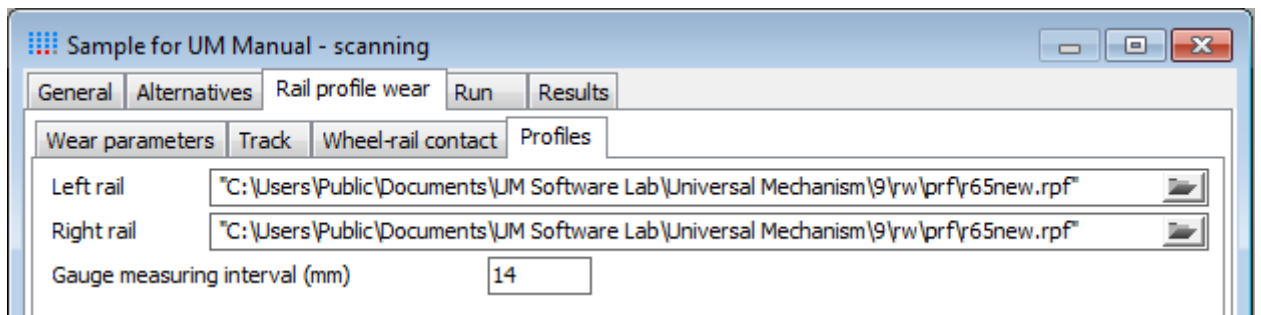 Sample for UM Manual - scanning
General Alternatives Rail profile wear Run Results
Wear parameters Track Wheel-rail contact Profiles
Left rail "C:\Users\Public\Documents\UM Software Lab\Universal Mechanism\9\rw\prf\r65new.rpf"
Right rail "C:\Users\Public\Documents\UM Software Lab\Universal Mechanism\9\rw\prf\r65new.rpf"
Gauge measuring interval (mm) 14